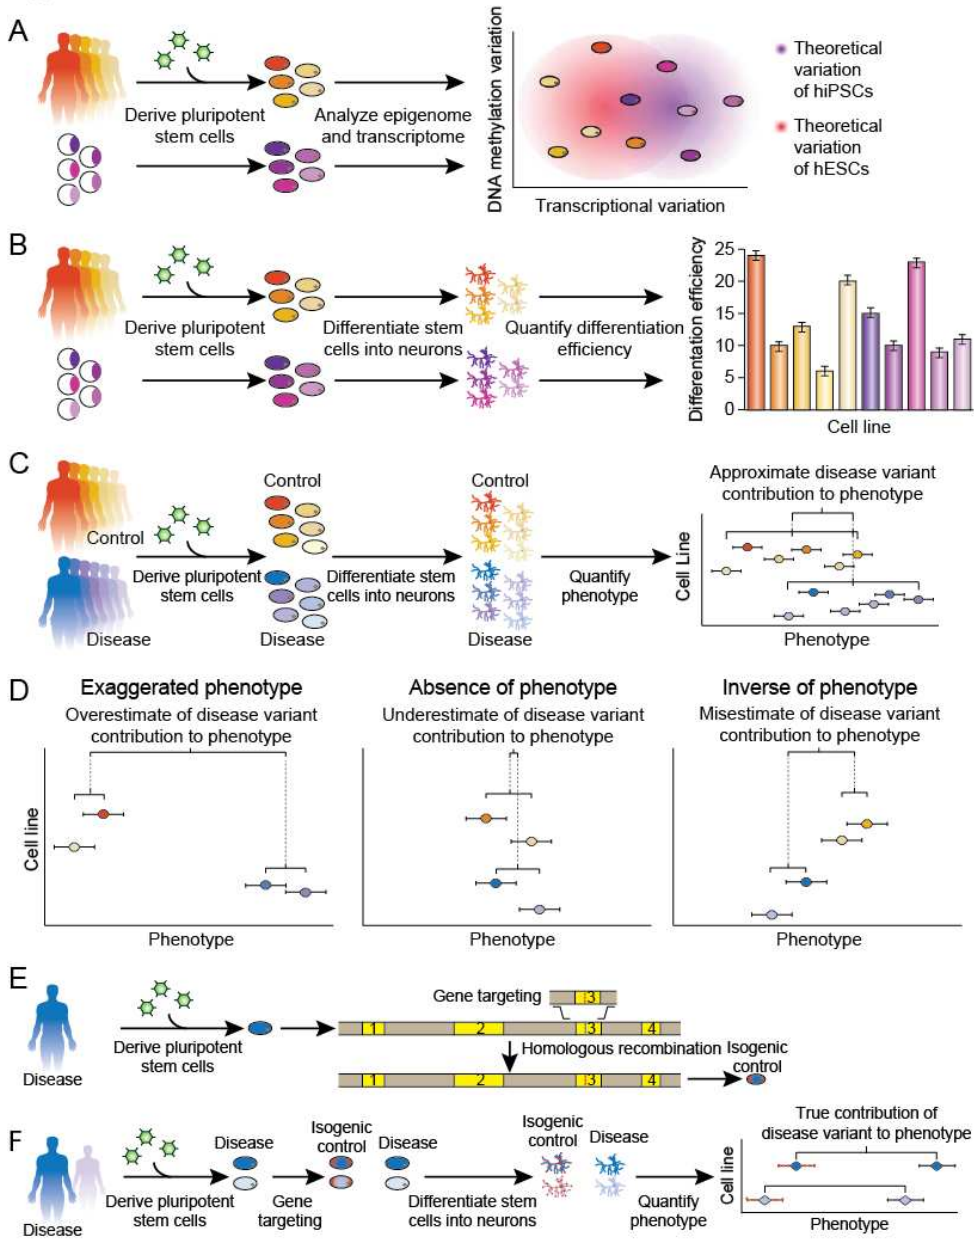 A
Derive pluripotent
stem cells
Analyze epigenome
and transcriptome
DNA methylation variation
Transcriptional variation
Theoretical
variation
of hiPSCs
Theoretical
variation
of hESCs
B
Derive pluripotent
stem cells
Differentiate stem
cells into neurons
Quantify differentiation
efficiency
Differentation efficiency
25
20
15
10
5
0
Cell line
C
Control
Disease
Derive pluripotent
stem cells
Control
Disease
Differentiate stem
cells into neurons
Control
Disease
Quantify
phenotype
Approximate disease variant
contribution to phenotype
Cell Line
Phenotype
D
Exaggerated phenotype
Overestimate of disease variant
contribution to phenotype
Cell line
Phenotype
Absence of phenotype
Underestimate of disease variant
contribution to phenotype
Phenotype
Inverse of phenotype
Misestimate of disease variant
contribution to phenotype
Phenotype
E
Disease
Derive pluripotent
stem cells
Gene targeting
3
1 2 3 4
Homologous recombination
1 2 3 4
Isogenic
control
F
Disease
Derive pluripotent
stem cells
Disease
Gene
targeting
Isogenic
control
Disease
Differentiate stem
cells into neurons
Isogenic
control
Disease
Quantify
phenotype
True contribution of
disease variant to phenotype
Cell line
Phenotype